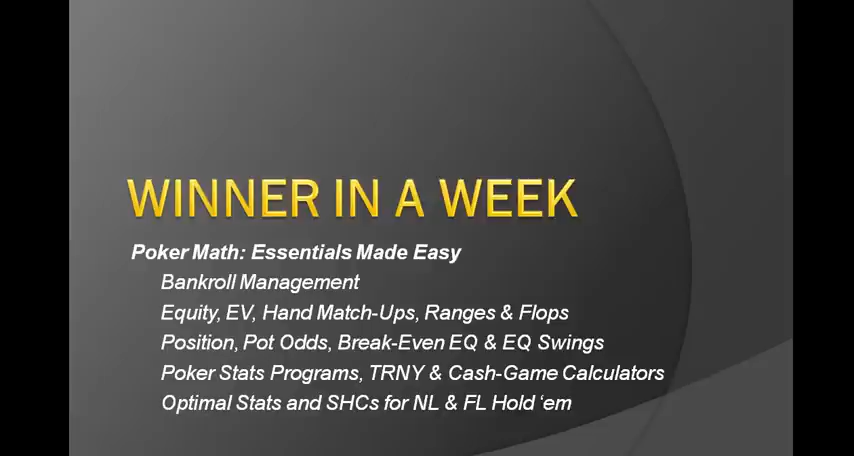 WINNER IN A WEEK
Poker Math: Essentials Made Easy
Bankroll Management
Equity, EV, Hand Match-Ups, Ranges & Flops
Position, Pot Odds, Break-Even EQ & EQ Swings
Poker Stats Programs, TRNY & Cash-Game Calculators
Optimal Stats and SHCs for NL & FL Hold ‘em